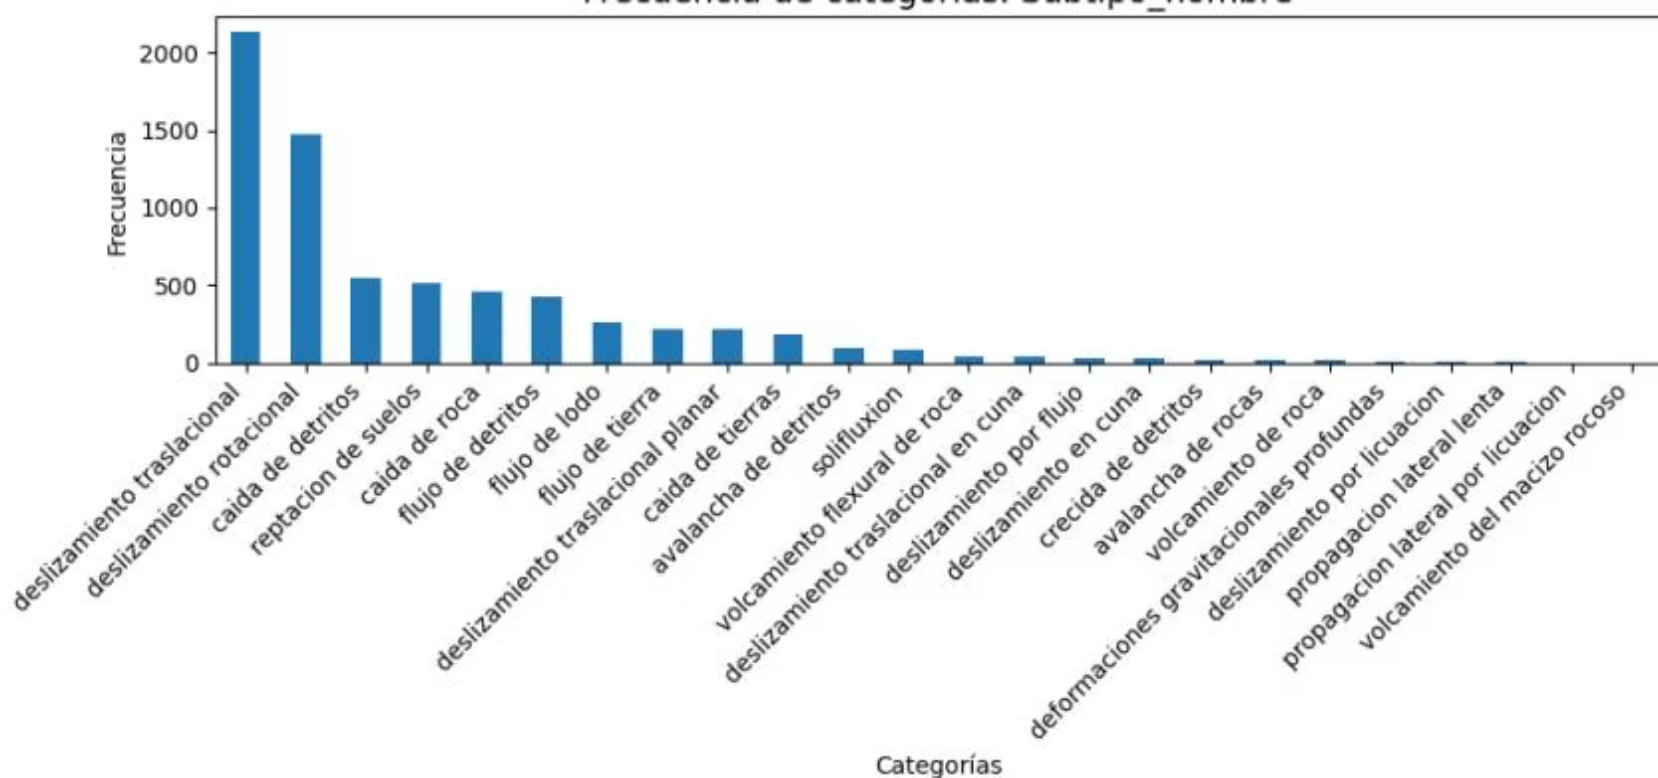 Frecuencia de categorías: Subtipo_nombre
2000
1500
1000
500
0
Frecuencia
deslizamiento traslacional
deslizamiento rotacional
caida de detritos
reptacion de suelos
caida de roca
flujo de detritos
flujo de lodo
flujo de tierra
deslizamiento traslacional planar
caida de tierras
avalancha de detritos
solifluxion
volcamiento flexural de roca
deslizamiento traslacional en cuna
deslizamiento por flujo
deslizamiento en cuna
crecida de detritos
avalancha de rocas
volcamiento de roca
deformaciones gravitacionales profundas
deslizamiento por licuacion
propagacion lateral lenta
propagacion lateral por licuacion
volcamiento del macizo rocoso
Categorías